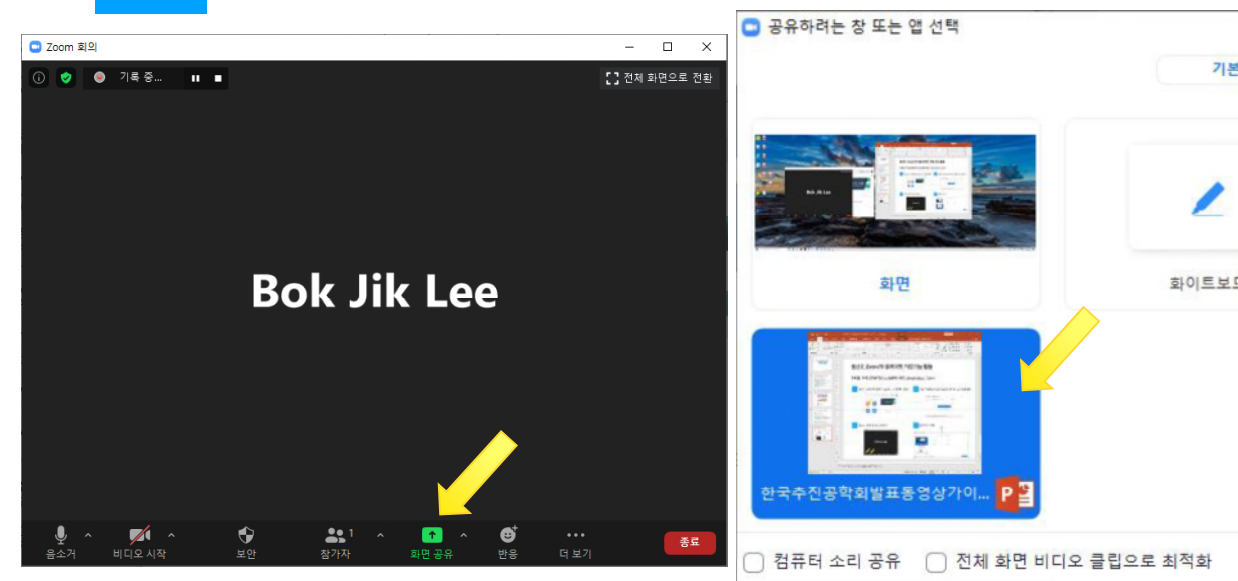 Zoom 회의
기록 중...
전체 화면으로 전환
Bok Jik Lee
음소거
비디오 시작
보안
1
참가자
화면 공유
반응
더 보기
종료
공유하려는 창 또는 앱 선택
기본
화면
화이트보드
한국추진공학회발표동영상가이...
P
컴퓨터 소리 공유
전체 화면 비디오 클립으로 최적화